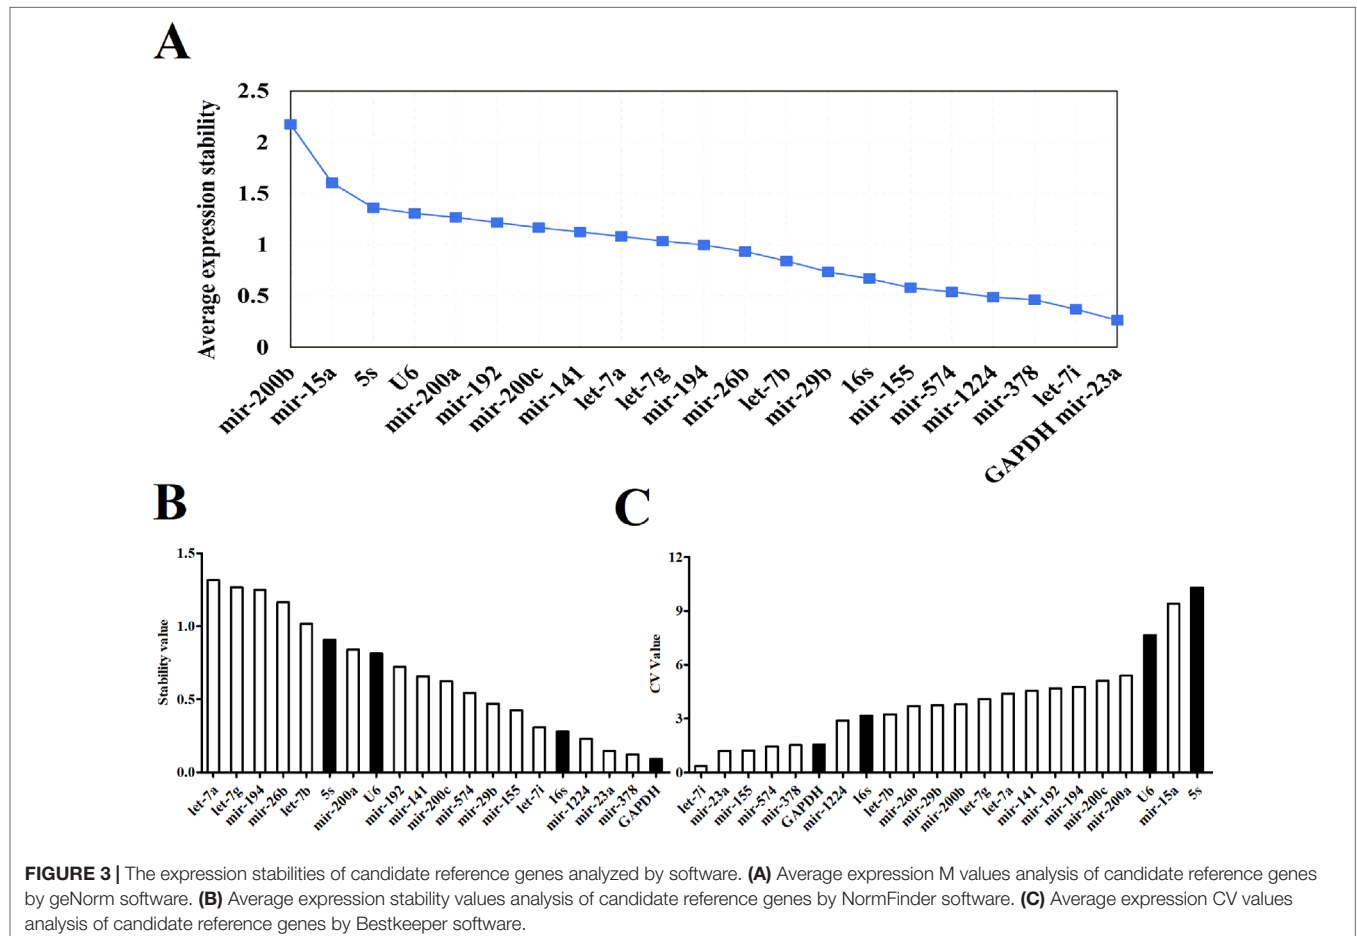 A
Average expression stability
2.5
2
1.5
1
0.5
0
mir-200b
mir-15a
5s
U6
mir-200a
mir-192
mir-200c
mir-141
let-7a
let-7g
mir-194
mir-26b
let-7b
mir-29b
16s
mir-155
mir-574
mir-1224
mir-378
let-7i
GAPDH mir-23a
B
Stability value
1.5
1.0
0.5
0.0
let-7a
let-7g
mir-194
mir-26b
let-7b
5s
mir-200a
U6
mir-192
mir-141
mir-200c
mir-574
mir-29b
mir-155
let-7i
16s
mir-1224
mir-23a
mir-378
GAPDH
C
CV Value
12
9
6
3
0
let-7i
mir-23a
mir-155
mir-574
mir-378
GAPDH
mir-1224
16s
let-7b
mir-26b
mir-29b
mir-200b
let-7g
let-7a
mir-141
mir-192
mir-194
mir-200c
mir-200a
U6
mir-15a
5s
FIGURE 3 | The expression stabilities of candidate reference genes analyzed by software. (A) Average expression M values analysis of candidate reference genes
by geNorm software. (B) Average expression stability values analysis of candidate reference genes by NormFinder software. (C) Average expression CV values
analysis of candidate reference genes by Bestkeeper software.